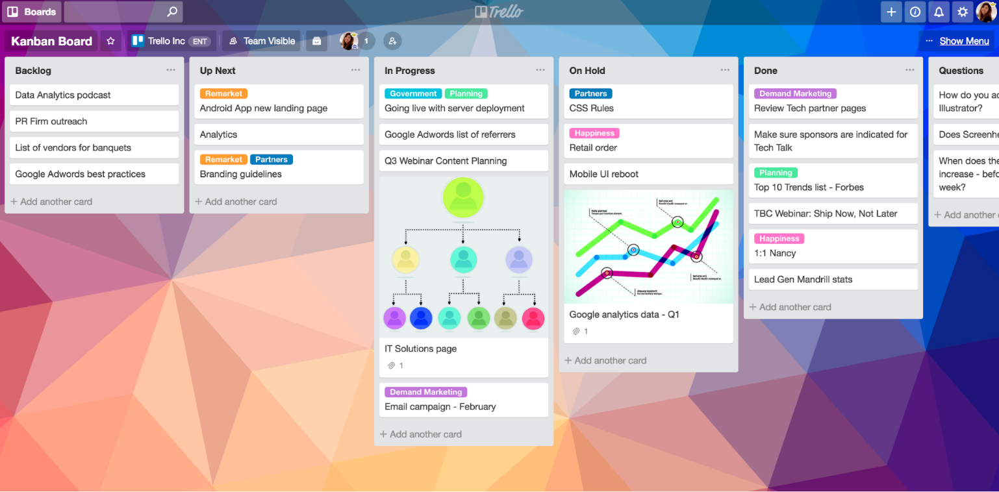 Boards
Trello
Kanban Board
Trello Inc ENT
Team Visible
1
... Show Menu
Backlog
Data Analytics podcast
PR Firm outreach
List of vendors for banquets
Google Adwords best practices
+ Add another card
Up Next
Remarket
Android App new landing page
Analytics
Remarket Partners
Branding guidelines
+ Add another card
In Progress
Government Planning
Going live with server deployment
Google Adwords list of referrers
Q3 Webinar Content Planning
IT Solutions page
1
Demand Marketing
Email campaign - February
+ Add another card
On Hold
Partners
CSS Rules
Happiness
Retail order
Mobile UI reboot
Google analytics data - Q1
1
+ Add another card
Done
Demand Marketing
Review Tech partner pages
Make sure sponsors are indicated for
Tech Talk
Planning
Top 10 Trends list - Forbes
TBC Webinar: Ship Now, Not Later
Happiness
1:1 Nancy
Lead Gen Mandrill stats
+ Add another card
Questions
How do you
Illustrator?
Does
When does the
increase -
week?
+ Add another